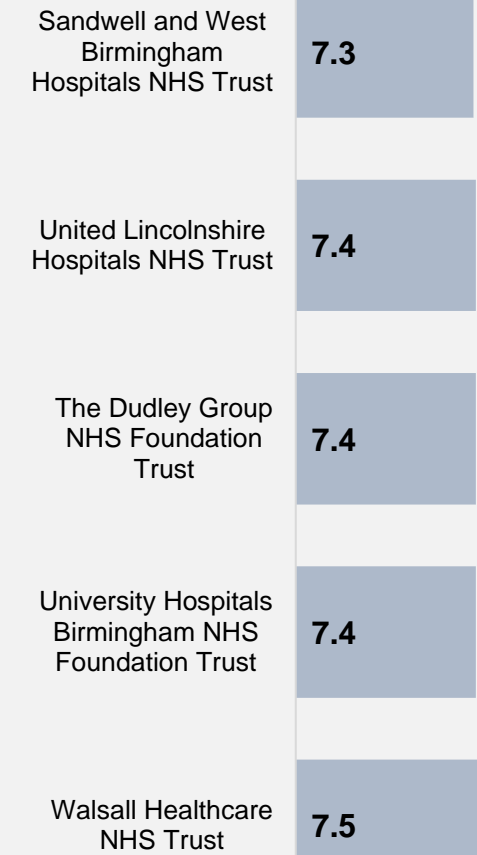 Sandwell and West
Birmingham
Hospitals NHS Trust
7.3
United Lincolnshire
Hospitals NHS Trust
7.4
The Dudley Group
NHS Foundation
Trust
7.4
University Hospitals
Birmingham NHS
Foundation Trust
7.4
Walsall Healthcare
NHS Trust
7.5